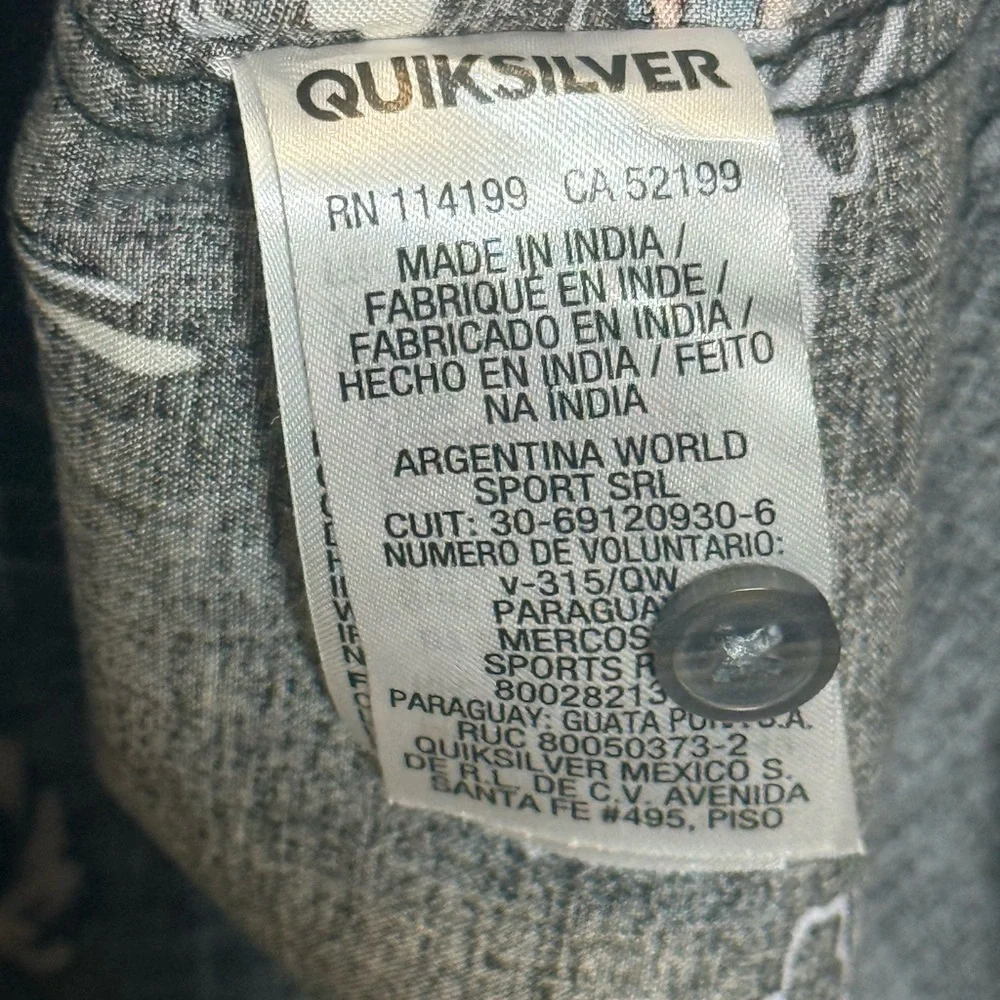 QUIKSILVER
RN 114199 CA 52199
MADE IN INDIA /
FABRIQUÉ EN INDE /
FABRICADO EN INDIA /
HECHO EN INDIA / FEITO
NA INDIA
ARGENTINA WORLD
SPORT SRL
CUIT: 30-69120930-6
NUMERO DE VOLUNTARIO:
v-315/QW
MERCOS
SPORTS
PARAGUAY: GUATA S.A.
RUC 80050373-2
QUIKSILVER MEXICO S.
DE R.L. DE C.V. AVENIDA
SANTA FE #495, PISO